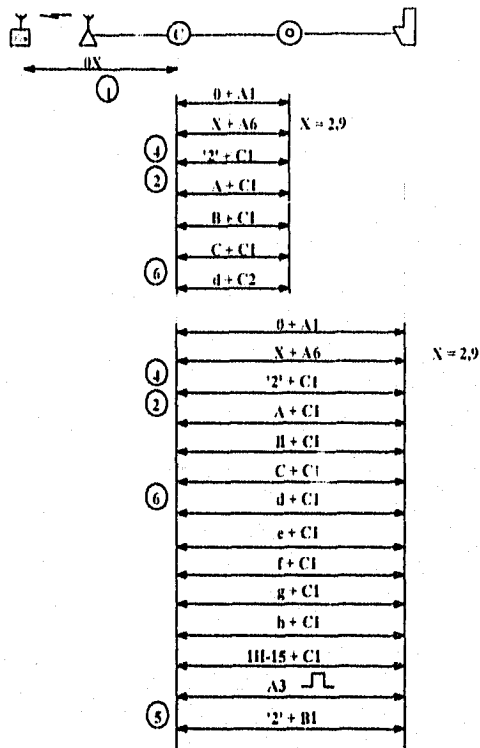 C
0X
1
0 + A1
X + A6 X = 2,9
4 '2' + C1
2 A + C1
B + C1
C + C1
6 d + C2
0 + A1
X + A6 X = 2,9
4 '2' + C1
2 A + C1
B + C1
C + C1
6 d + C1
e + C1
f + C1
g + C1
h + C1
1H-15 + C1
A3
5 '2' + B1